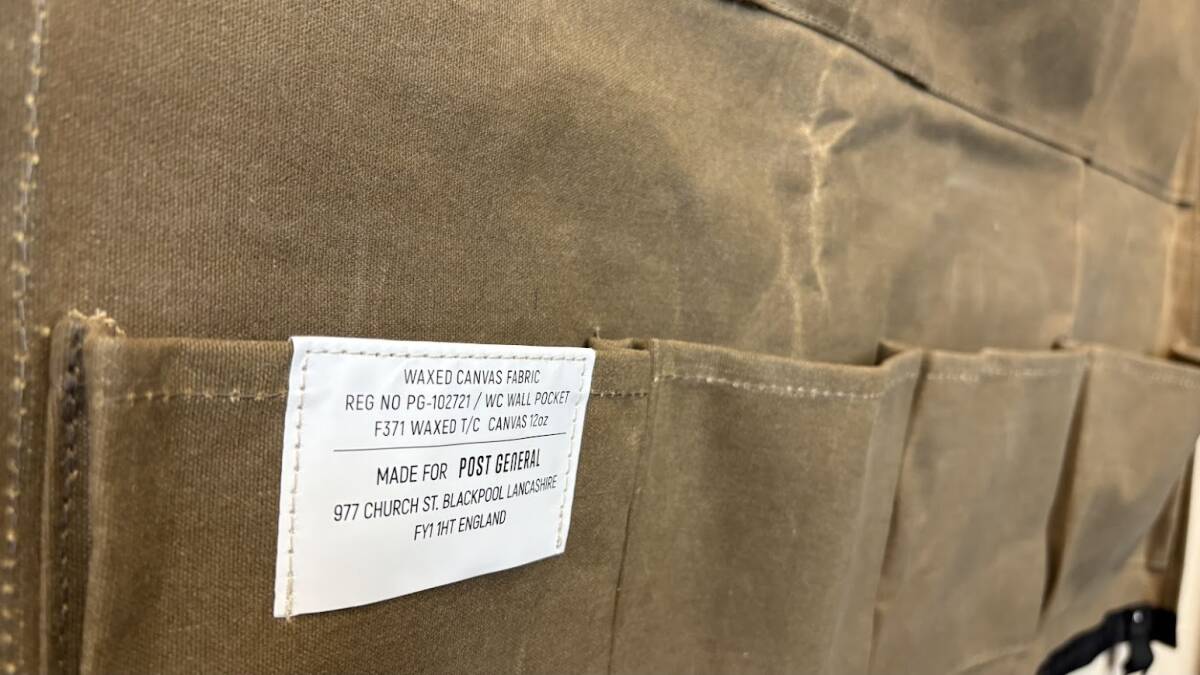 WAXED CANVAS FABRIC
REG NO PG-102721 / WC WALL POCKET
F371 WAXED T/C CANVAS 12oz
MADE FOR POST GENERAL
977 CHURCH ST. BLACKPOOL LANCASHIRE
FY1 1HT ENGLAND